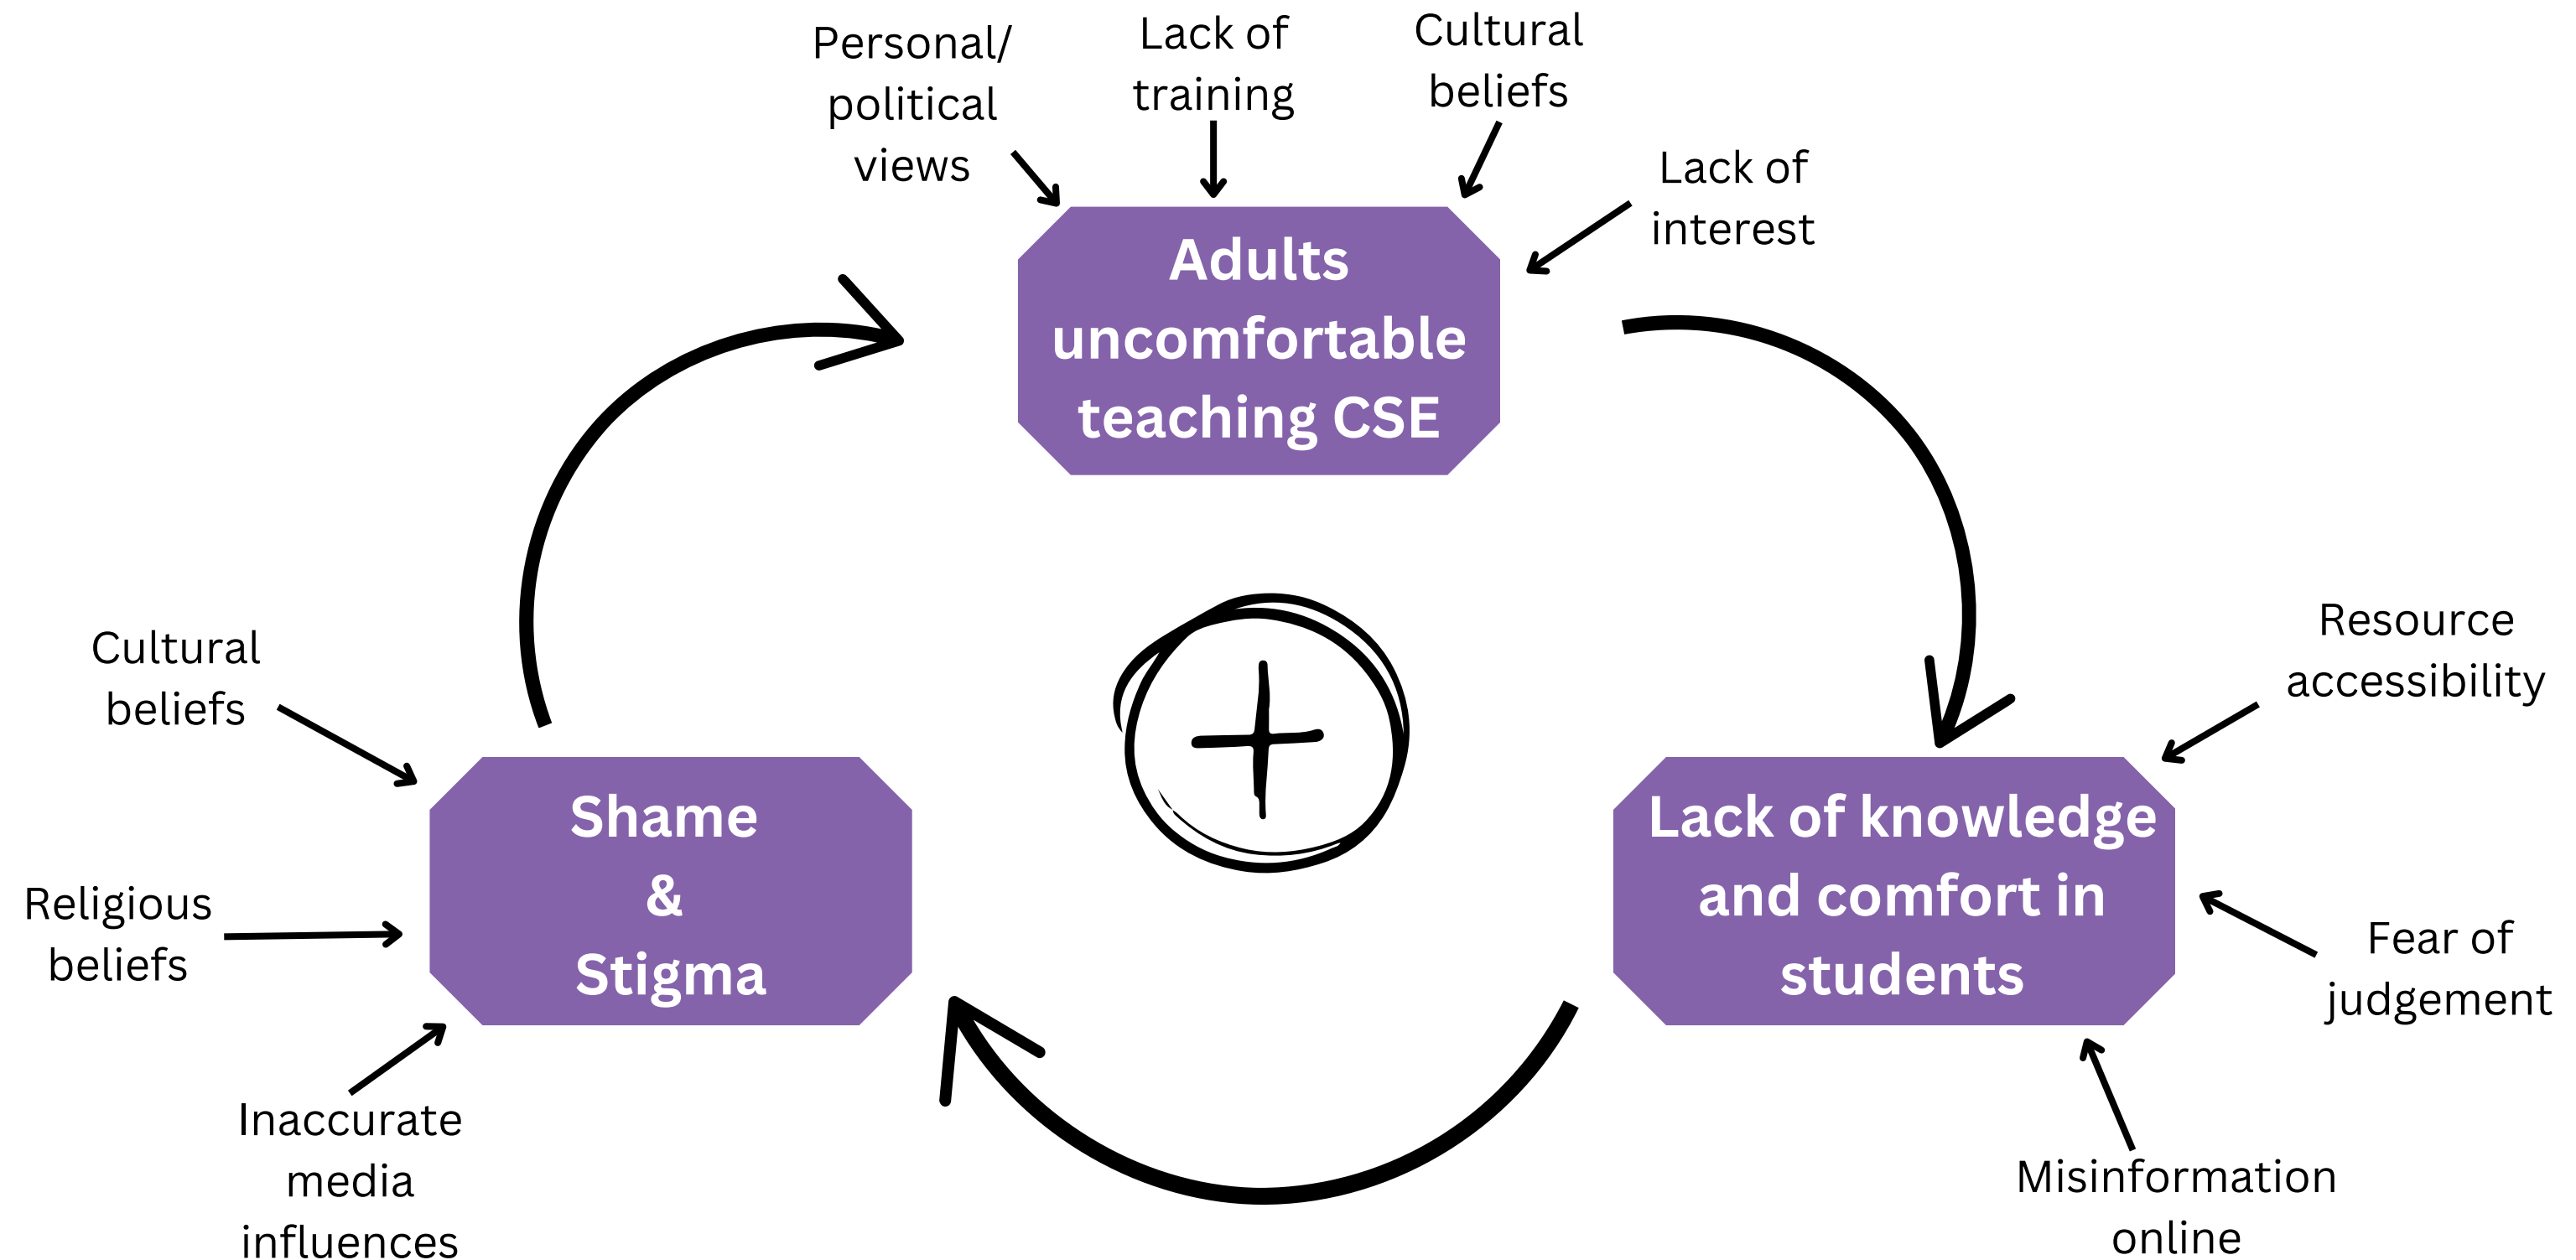 Personal/
political
views
Lack of
training
Cultural
beliefs
Lack of
interest
Adults
uncomfortable
teaching CSE
Resource
accessibility
Lack of knowledge
and comfort in
students
Fear of
judgement
Misinformation
online
Shame
&
Stigma
Cultural
beliefs
Religious
beliefs
Inaccurate
media
influences